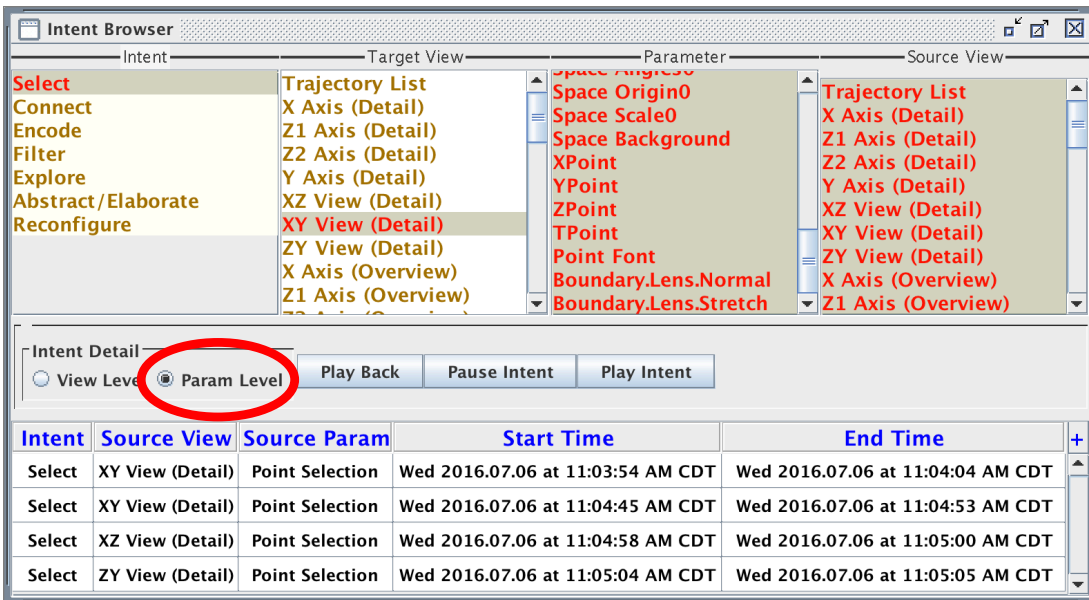 Intent Browser
Intent
Target View
Parameter
Source View
Select
Connect
Encode
Filter
Explore
Abstract/Elaborate
Reconfigure
Trajectory List
X Axis (Detail)
Z1 Axis (Detail)
Z2 Axis (Detail)
Y Axis (Detail)
XZ View (Detail)
XY View (Detail)
ZY View (Detail)
X Axis (Overview)
Z1 Axis (Overview)
Space Origin0
Space Scale0
Space Background
XPoint
YPoint
ZPoint
TPoint
Point Font
Boundary.Lens.Normal
Boundary.Lens.Stretch
Trajectory List
X Axis (Detail)
Z1 Axis (Detail)
Z2 Axis (Detail)
Y Axis (Detail)
XZ View (Detail)
XY View (Detail)
ZY View (Detail)
X Axis (Overview)
Z1 Axis (Overview)
Intent Detail
View Leve Param Level Play Back Pause Intent Play Intent
Intent Source View Source Param Start Time End Time +
Select XY View (Detail) Point Selection Wed 2016.07.06 at 11:03:54 AM CDT Wed 2016.07.06 at 11:04:04 AM CDT
Select XY View (Detail) Point Selection Wed 2016.07.06 at 11:04:45 AM CDT Wed 2016.07.06 at 11:04:53 AM CDT
Select XZ View (Detail) Point Selection Wed 2016.07.06 at 11:04:58 AM CDT Wed 2016.07.06 at 11:05:00 AM CDT
Select ZY View (Detail) Point Selection Wed 2016.07.06 at 11:05:04 AM CDT Wed 2016.07.06 at 11:05:05 AM CDT